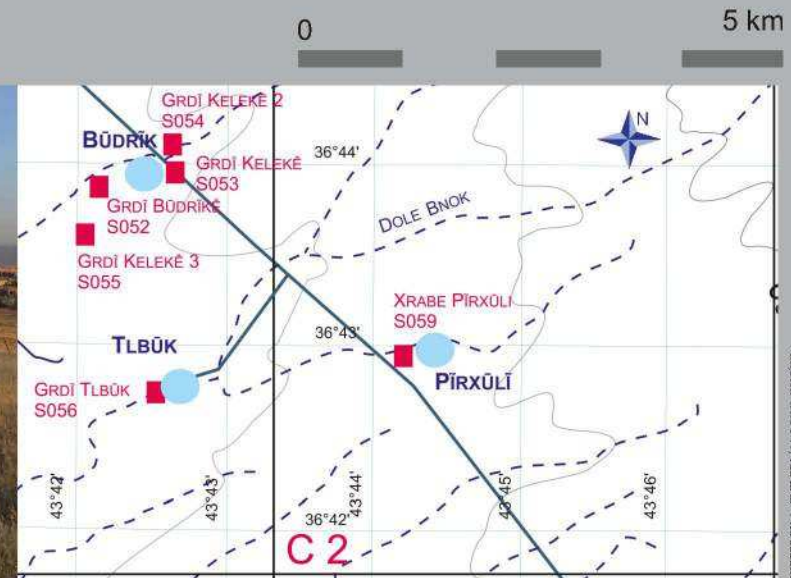 0
5 km
GRDĪ KELEKĒ 2
S054
BŪDRĪK
N
36°44'
GRDĪ KELEKĒ
S053
GRDĪ BŪDRĪKĒ
S052
DOLE BNOK
GRDĪ KELEKĒ 3
S055
XRABE PĪRXŪLĪ
S059
36°43'
TLBŪK
PĪRXŪLĪ
GRDĪ TLBŪK
S056
43°42'
43°43'
43°44'
43°45'
43°46'
36°42'
C 2